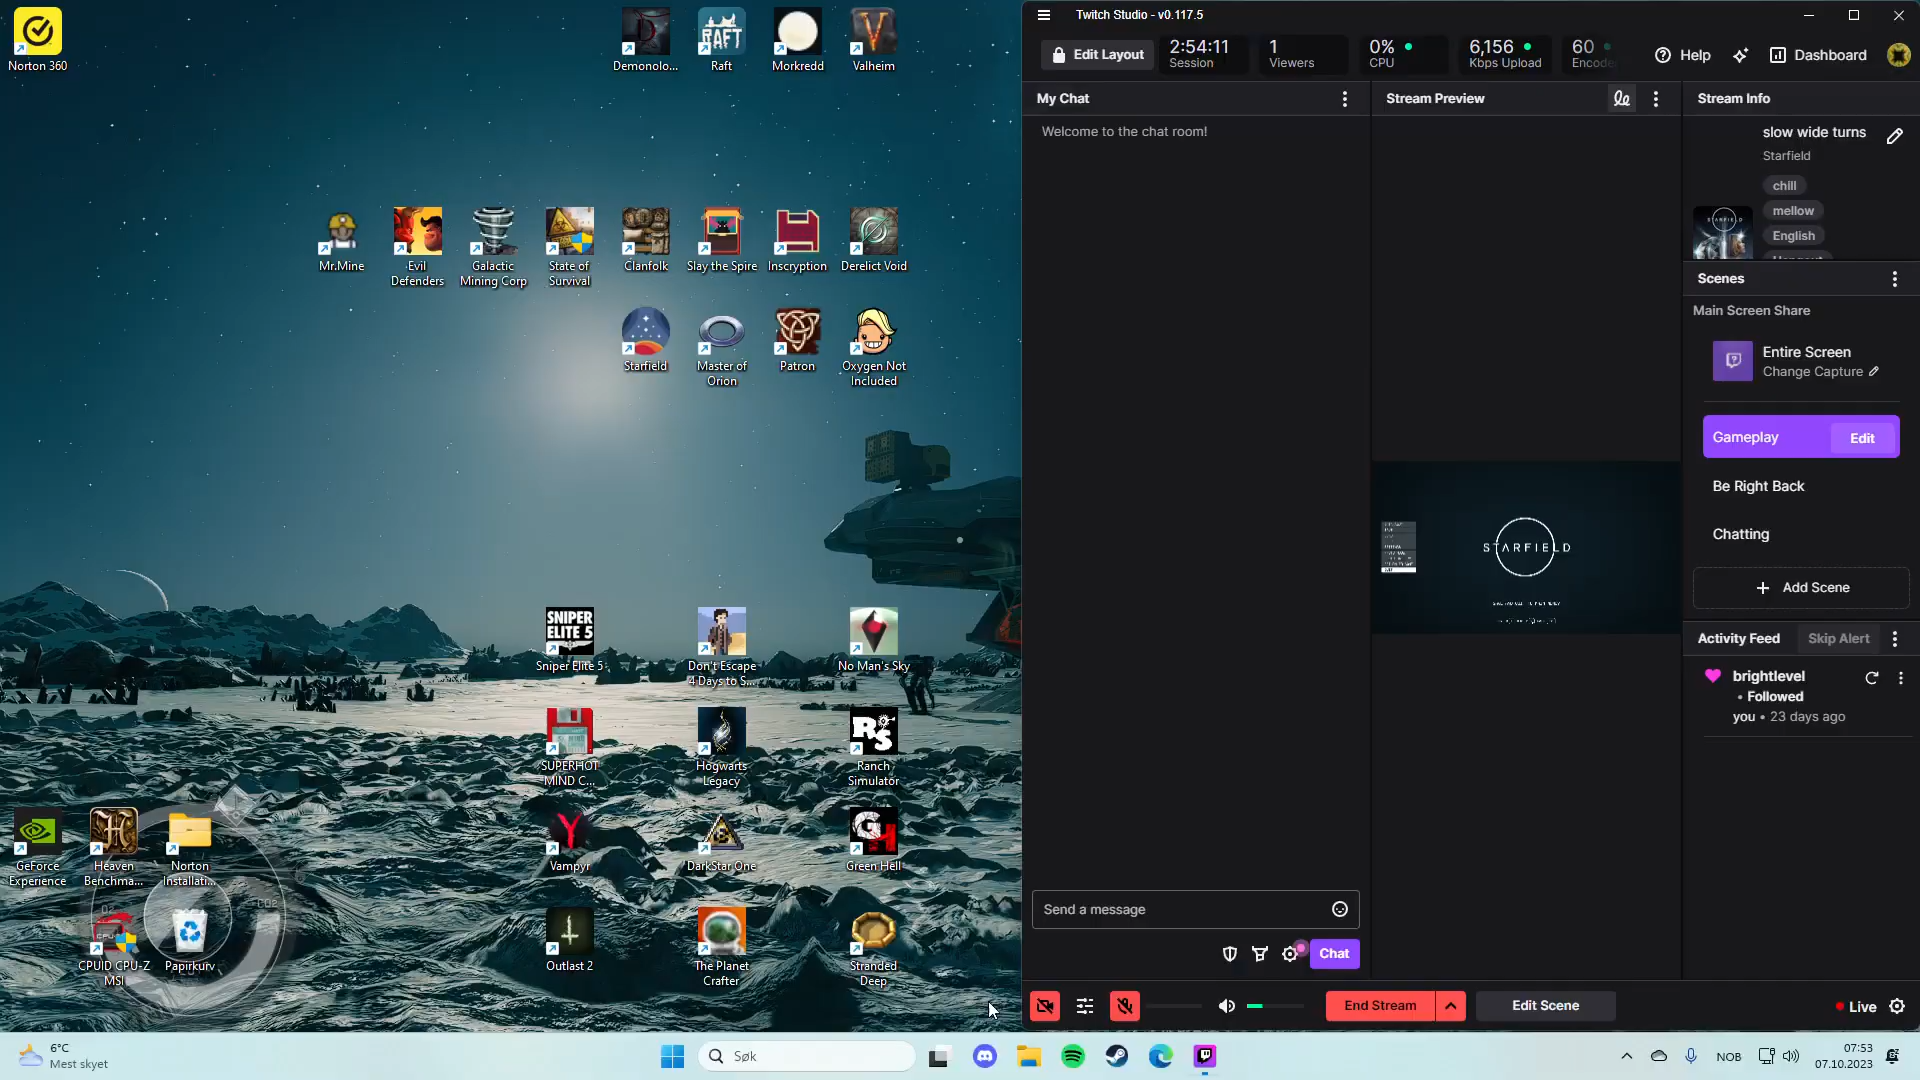 Norton 360
Demonolo...
Raft
Morkredd
Valheim
Mr.Mine
Evil
Defenders
Galactic
Mining Corp
State of
Survival
Clanfolk
Slay the Spire
Inscryption
Derelict Void
Starfield
Master of
Orion
Patron
Oxygen Not
Included
SNIPER
ELITE 5
Sniper Elite 5
Don't Escape
4 Days to S...
No Man's Sky
SUPERHOT
MIND C...
Hogwarts
Legacy
Ranch
Simulator
Vampyr
DarkStar One
Green Hell
GeForce
Experience
Heaven
Benchma...
Norton
Installati...
CPUID CPU-Z
MSI
Papirkurv
Outlast 2
The Planet
Crafter
Stranded
Deep
Twitch Studio - v0.117.5
Edit Layout
2:54:11
Session
1
Viewers
0%
CPU
6,156
Kbps Upload
60
Encode
Help
Dashboard
My Chat
Welcome to the chat room!
Send a message
Chat
Stream Preview
STARFIELD
Stream Info
slow wide turns
Starfield
chill
mellow
English
Scenes
Main Screen Share
Entire Screen
Change Capture
Gameplay
Edit
Be Right Back
Chatting
+ Add Scene
Activity Feed
Skip Alert
brightlevel
• Followed
you • 23 days ago
End Stream
Edit Scene
Live
6°C
Mest skyet
Søk
NOB
07:53
07.10.2023